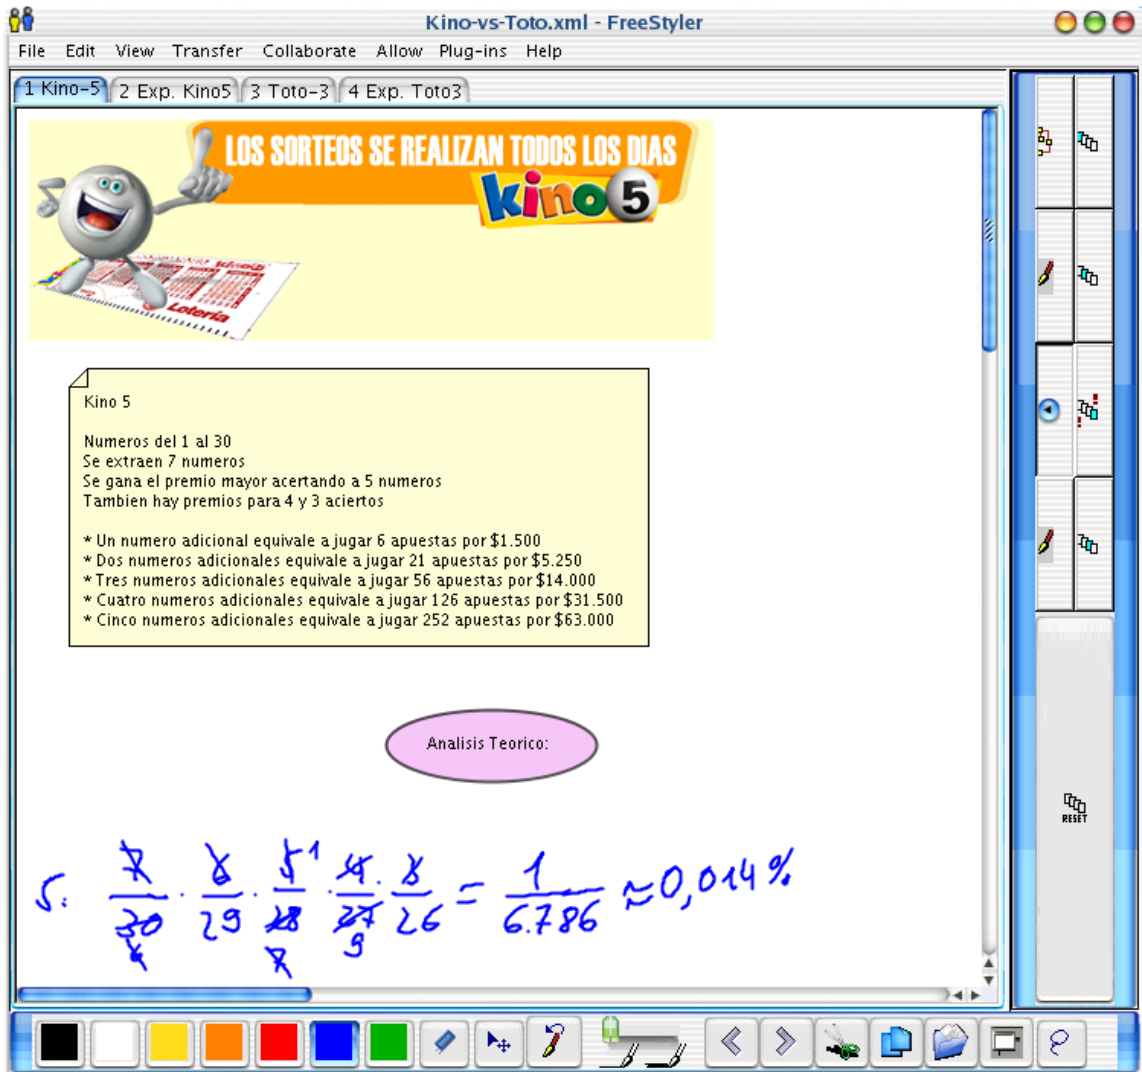 Kino-vs-Toto.xml - FreeStyler
File Edit View Transfer Collaborate Allow Plug-ins Help
1 Kino-5 2 Exp. Kino5 3 Toto-3 4 Exp. Toto3
LOS SORTEOS SE REALIZAN TODOS LOS DIAS
kino 5
Loteria
Kino 5
Numeros del 1 al 30
Se extraen 7 numeros
Se gana el premio mayor acertando a 5 numeros
Tambien hay premios para 4 y 3 aciertos
* Un numero adicional equivale a jugar 6 apuestas por $1.500
* Dos numeros adicionales equivale a jugar 21 apuestas por $5.250
* Tres numeros adicionales equivale a jugar 56 apuestas por $14.000
* Cuatro numeros adicionales equivale a jugar 126 apuestas por $31.500
* Cinco numeros adicionales equivale a jugar 252 apuestas por $63.000
Analisis Teorico:
5: 7/30 · 6/29 · 5/28 · 4/27 · 3/26 = 1/6.786 ≈ 0,014 %
RESET